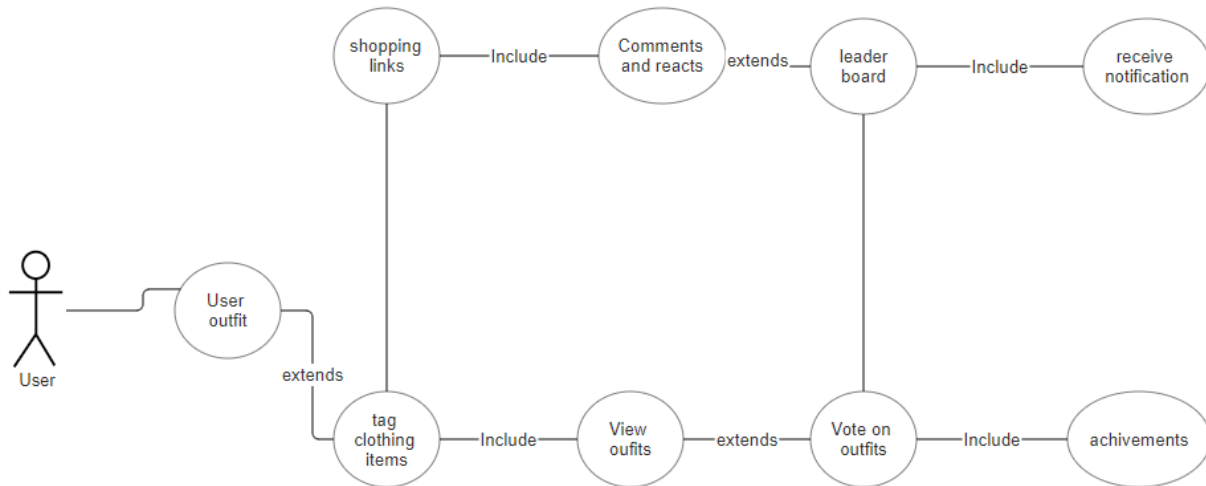 shopping
links
Include
Comments
and reacts
extends
leader
board
Include
receive
notification
User
outfit
User
extends
tag
clothing
items
Include
View
oufits
extends
Vote on
outfits
Include
achivements